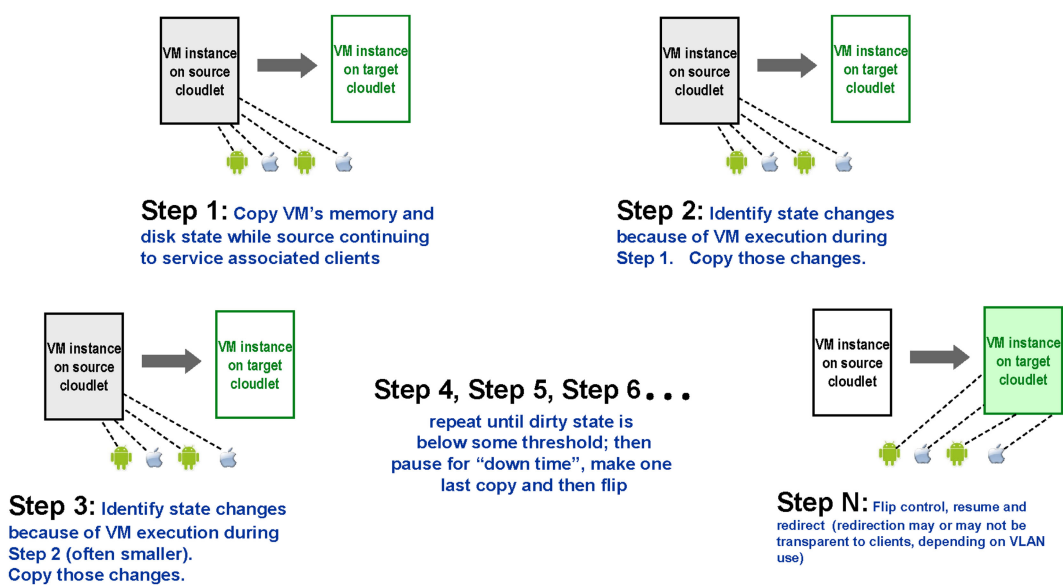 VM instance
on source
cloudlet
VM instance
on target
cloudlet
Step 1: Copy VM's memory and
disk state while source continuing
to service associated clients
VM instance
on source
cloudlet
VM instance
on target
cloudlet
Step 2: Identify state changes
because of VM execution during
Step 1. Copy those changes.
VM instance
on source
cloudlet
VM instance
on target
cloudlet
Step 3: Identify state changes
because of VM execution during
Step 2 (often smaller).
Copy those changes.
Step 4, Step 5, Step 6...
repeat until dirty state is
below some threshold; then
pause for “down time”, make one
last copy and then flip
VM instance
on source
cloudlet
VM instance
on target
cloudlet
Step N: Flip control, resume and
redirect (redirection may or may not be
transparent to clients, depending on VLAN
use)